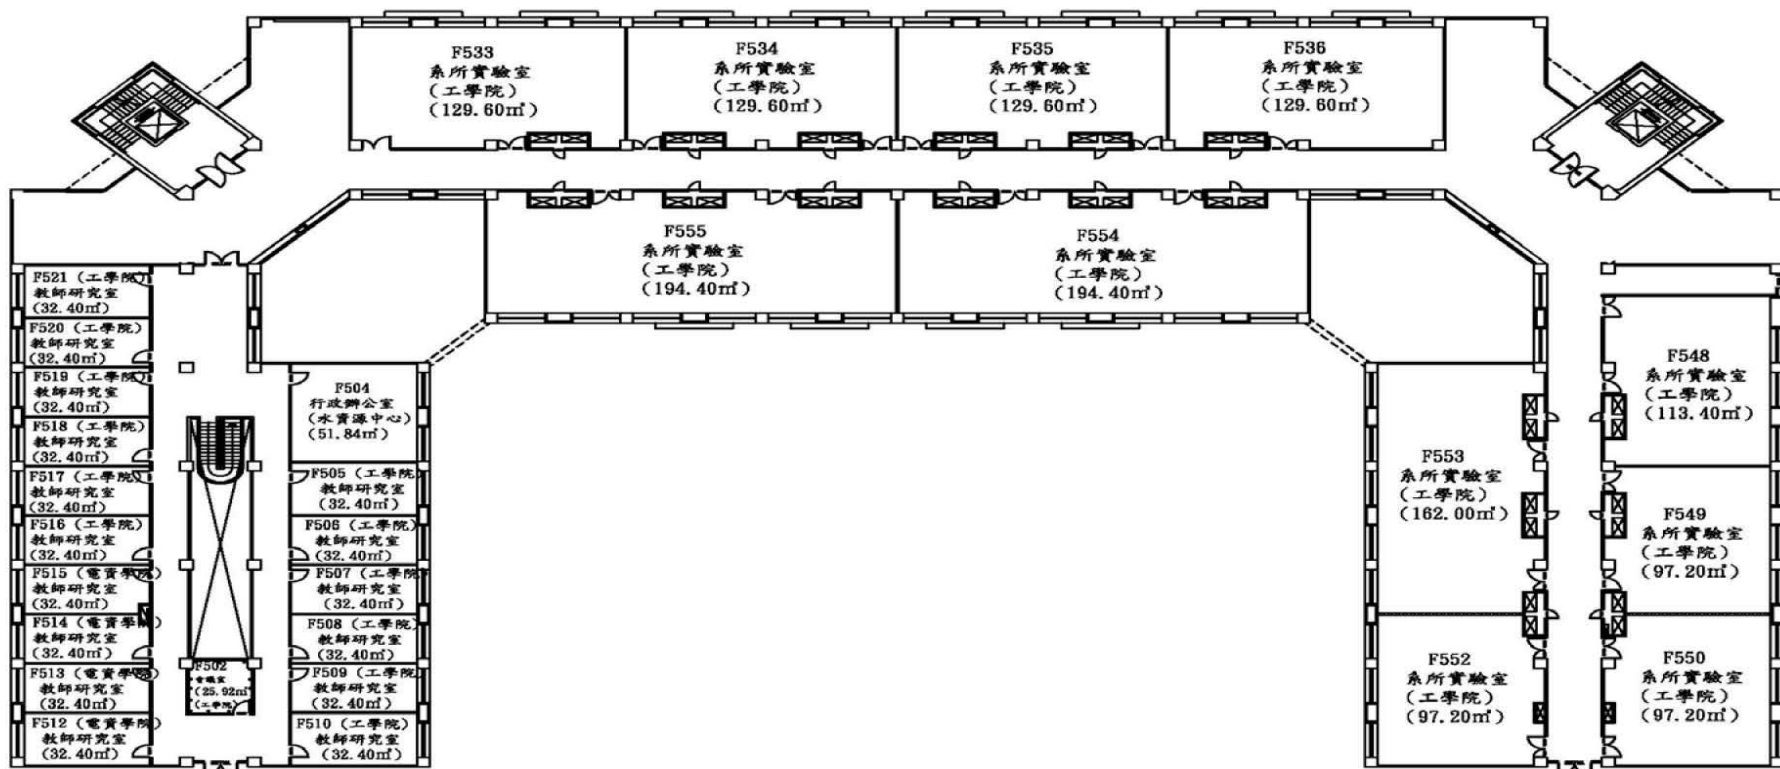 F533
系所實驗室
(工學院)
(129.60㎡)
F534
系所實驗室
(工學院)
(129.60㎡)
F535
系所實驗室
(工學院)
(129.60㎡)
F536
系所實驗室
(工學院)
(129.60㎡)
F555
系所實驗室
(工學院)
(194.40㎡)
F554
系所實驗室
(工學院)
(194.40㎡)
F521 (工學院)
教師研究室
(32.40㎡)
F520 (工學院)
教師研究室
(32.40㎡)
F519 (工學院)
教師研究室
(32.40㎡)
F518 (工學院)
教師研究室
(32.40㎡)
F517 (工學院)
教師研究室
(32.40㎡)
F516 (工學院)
教師研究室
(32.40㎡)
F515 (電資學院)
教師研究室
(32.40㎡)
F514 (電資學院)
教師研究室
(32.40㎡)
F513 (電資學院)
教師研究室
(32.40㎡)
F512 (電資學院)
教師研究室
(32.40㎡)
F502
會議室
(25.92㎡)
(工學院)
F504
行政辦公室
(水資源中心)
(51.84㎡)
F505 (工學院)
教師研究室
(32.40㎡)
F506 (工學院)
教師研究室
(32.40㎡)
F507 (工學院)
教師研究室
(32.40㎡)
F508 (工學院)
教師研究室
(32.40㎡)
F509 (工學院)
教師研究室
(32.40㎡)
F510 (工學院)
教師研究室
(32.40㎡)
F553
系所實驗室
(工學院)
(162.00㎡)
F552
系所實驗室
(工學院)
(97.20㎡)
F548
系所實驗室
(工學院)
(113.40㎡)
F549
系所實驗室
(工學院)
(97.20㎡)
F550
系所實驗室
(工學院)
(97.20㎡)